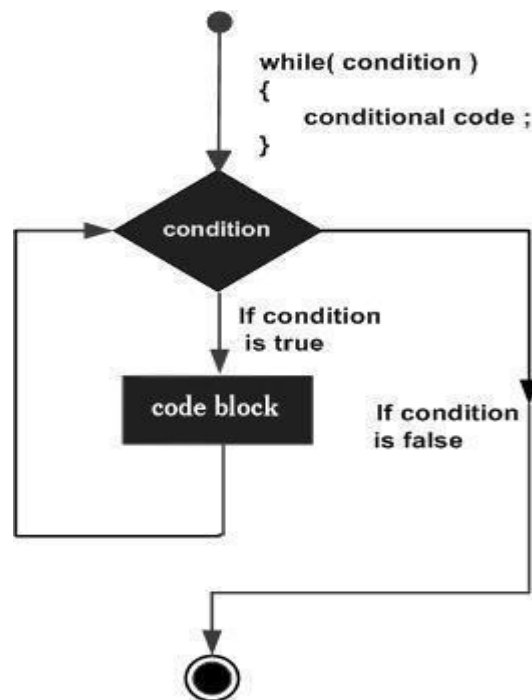 while( condition )
{
conditional code ;
}
condition
If condition
is true
code block
If condition
is false